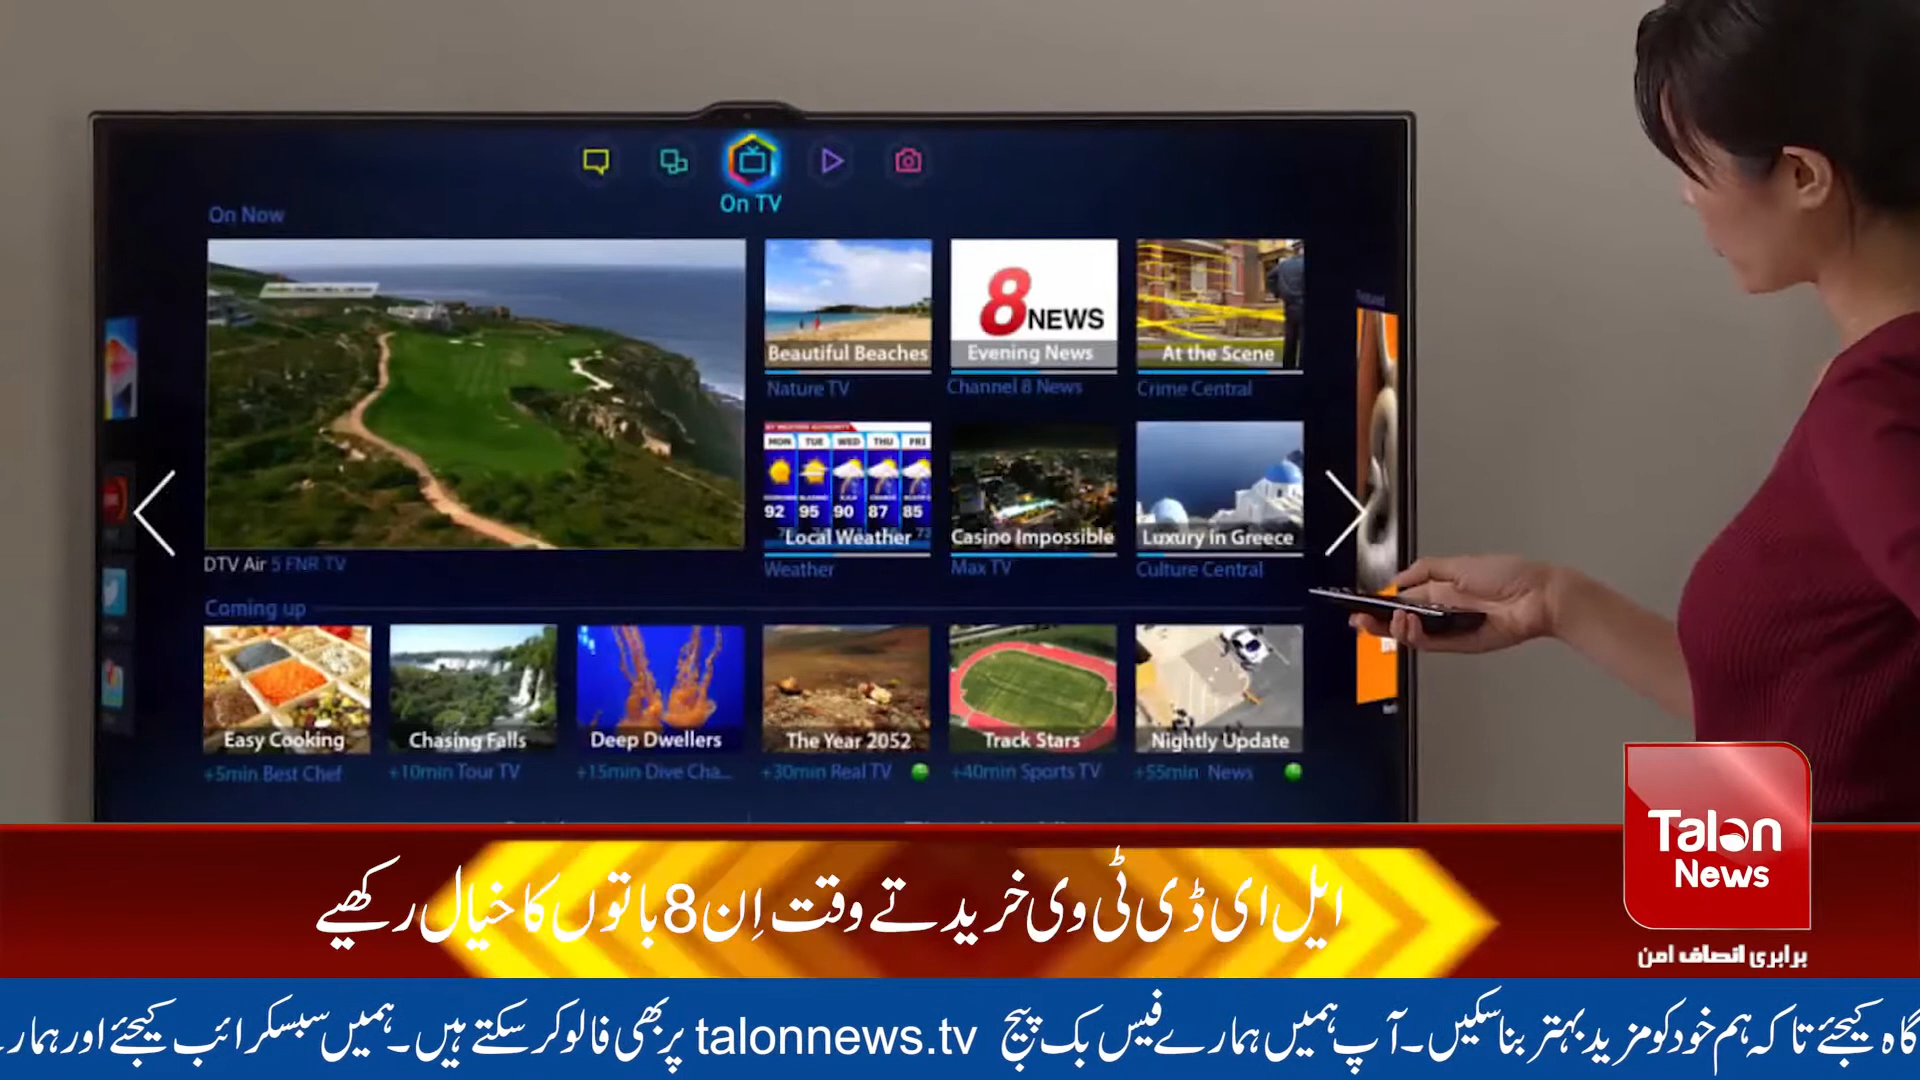 On TV
On Now
Beautiful Beaches
Nature TV
8 NEWS
Evening News
Channel 8 News
At the Scene
Crime Central
MON TUE WED THU FRI
92 95 90 87 85
Local Weather
Weather
Casino Impossible
Max TV
Luxury in Greece
Culture Central
Featured
DTV Air 5 FNR TV
Coming up
Easy Cooking
+5min Best Chef
Chasing Falls
+10min Tour TV
Deep Dwellers
+15min Dive Cha...
The Year 2052
+30min Real TV
Track Stars
+40min Sports TV
Nightly Update
+55min News
Talon
News
برابری انصاف امن
ایل ای ڈی ٹی وی خریدتے وقت اِن 8 باتوں کا خیال رکھیے
گاہ کیجئے تاکہ ہم خود کو مزید بہتر بنا سکیں۔ آپ ہمیں ہمارے فیس بک پیج talonnews.tv پر بھی فالو کر سکتے ہیں۔ ہمیں سبسکرائب کیجئے اور ہمارے